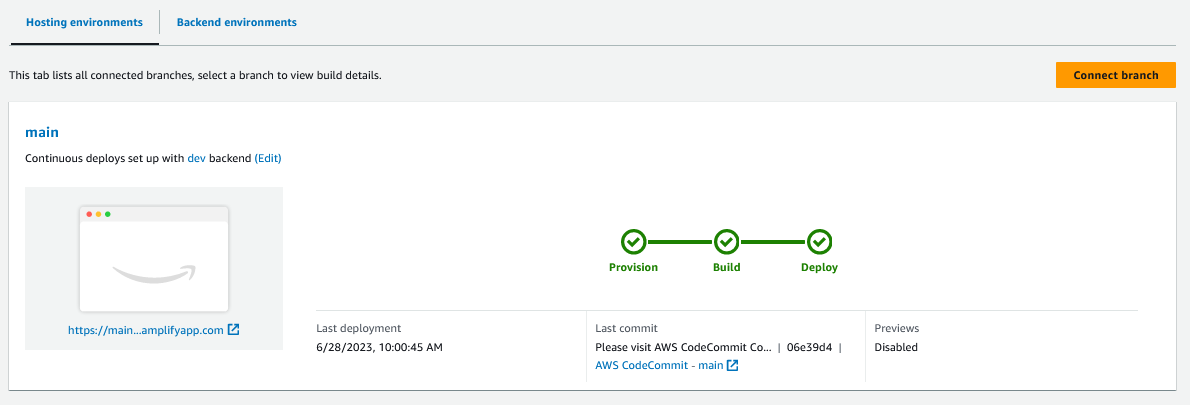 Hosting environments
Backend environments
This tab lists all connected branches, select a branch to view build details.
Connect branch
main
Continuous deploys set up with dev backend (Edit)
https://main...amplifyapp.com
Provision
Build
Deploy
Last deployment
6/28/2023, 10:00:45 AM
Last commit
Please visit AWS CodeCommit Co... | 06e39d4 |
AWS CodeCommit - main
Previews
Disabled